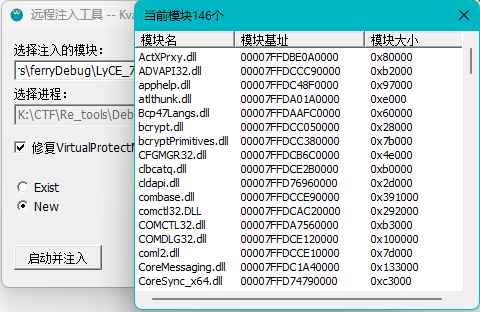 远程注入工具 -- Kva
选择注入的模块：
s\ferryDebug\LyCE_7
选择进程：
K:\CTF\Re_tools\Deb
修复VirtualProtectM
Exist
New
启动并注入
当前模块146个
模块名 模块基址 模块大小
ActXPrxy.dll 00007FFDBE0A0000 0x80000
ADVAPI32.dll 00007FFDCCC90000 0xb2000
apphelp.dll 00007FFDC48F0000 0x97000
atlthunk.dll 00007FFDA01A0000 0xe000
Bcp47Langs.dll 00007FFDAAFC0000 0x60000
bcrypt.dll 00007FFDCC050000 0x28000
bcryptPrimitives.dll 00007FFDCC380000 0x7b000
CFGMGR32.dll 00007FFDCB6C0000 0x4e000
clbcatq.dll 00007FFDCE2B0000 0xb0000
cldapi.dll 00007FFD76960000 0x2d000
combase.dll 00007FFDCCE90000 0x391000
comctl32.DLL 00007FFDCAC20000 0x292000
COMCTL32.dll 00007FFDA7560000 0xb3000
COMDLG32.dll 00007FFDCE120000 0x100000
coml2.dll 00007FFDCCE10000 0x7d000
CoreMessaging.dll 00007FFDC1A40000 0x133000
CoreSync_x64.dll 00007FFD74790000 0xc3000